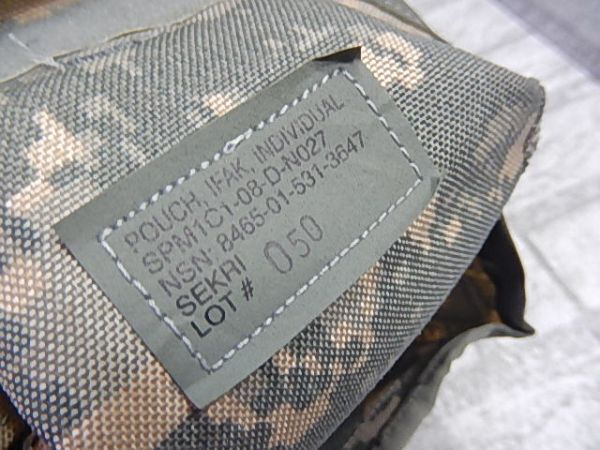 POUCH, IFAK, INDIVIDUAL
SPM1C1-08-D-N027
NSN: 8465-01-531-3647
SEKRI
LOT # 050